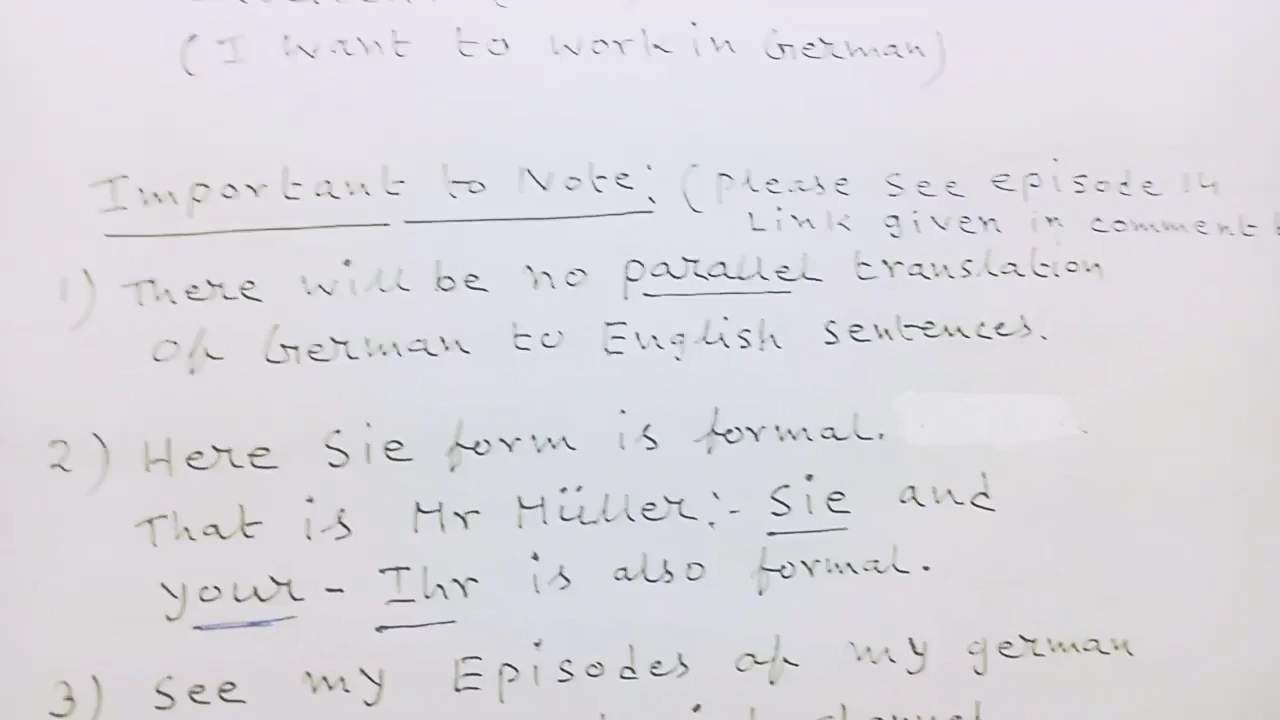 (I want to work in German)
Important to Note: (please see episode 14
Link given in comment
1) There will be no parallel translation
of German to English sentences.
2) Here Sie form is formal.
That is Mr Müller:- Sie and
your - Ihr is also formal.
3) See my Episodes of my german